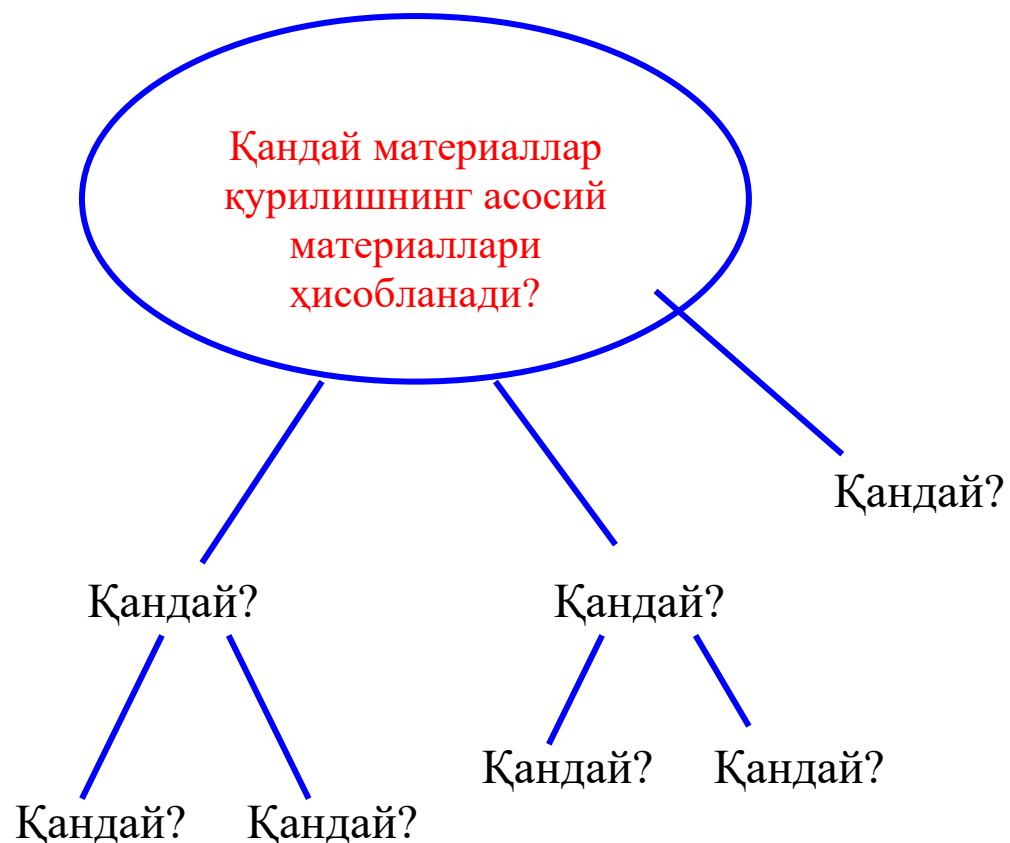 Қандай материаллар
қурилишнинг асосий
материаллари
ҳисобланади?
Қандай?
Қандай?
Қандай?
Қандай?
Қандай?
Қандай?
Қандай?